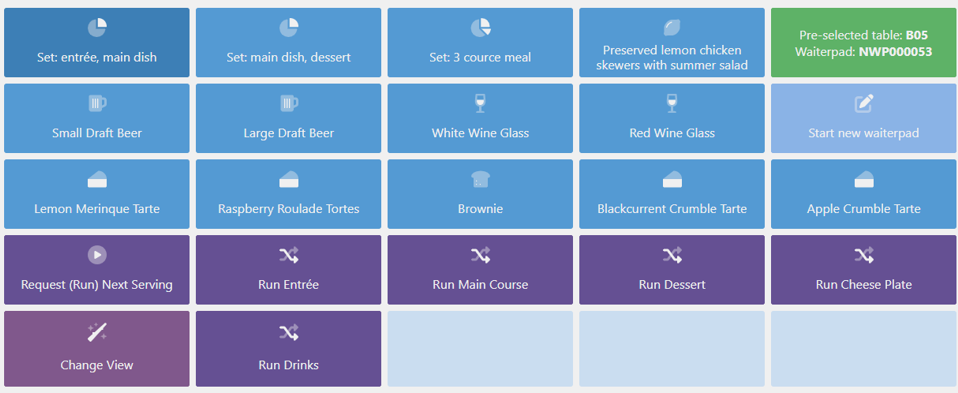 Set: entrée, main dish
Set: main dish, dessert
Set: 3 cource meal
Preserved lemon chicken
skewers with summer salad
Pre-selected table: B05
Waiterpad: NWP000053
Small Draft Beer
Large Draft Beer
White Wine Glass
Red Wine Glass
Start new waiterpad
Lemon Merinque Tarte
Raspberry Roulade Tortes
Brownie
Blackcurrent Crumble Tarte
Apple Crumble Tarte
Request (Run) Next Serving
Run Entrée
Run Main Course
Run Dessert
Run Cheese Plate
Change View
Run Drinks